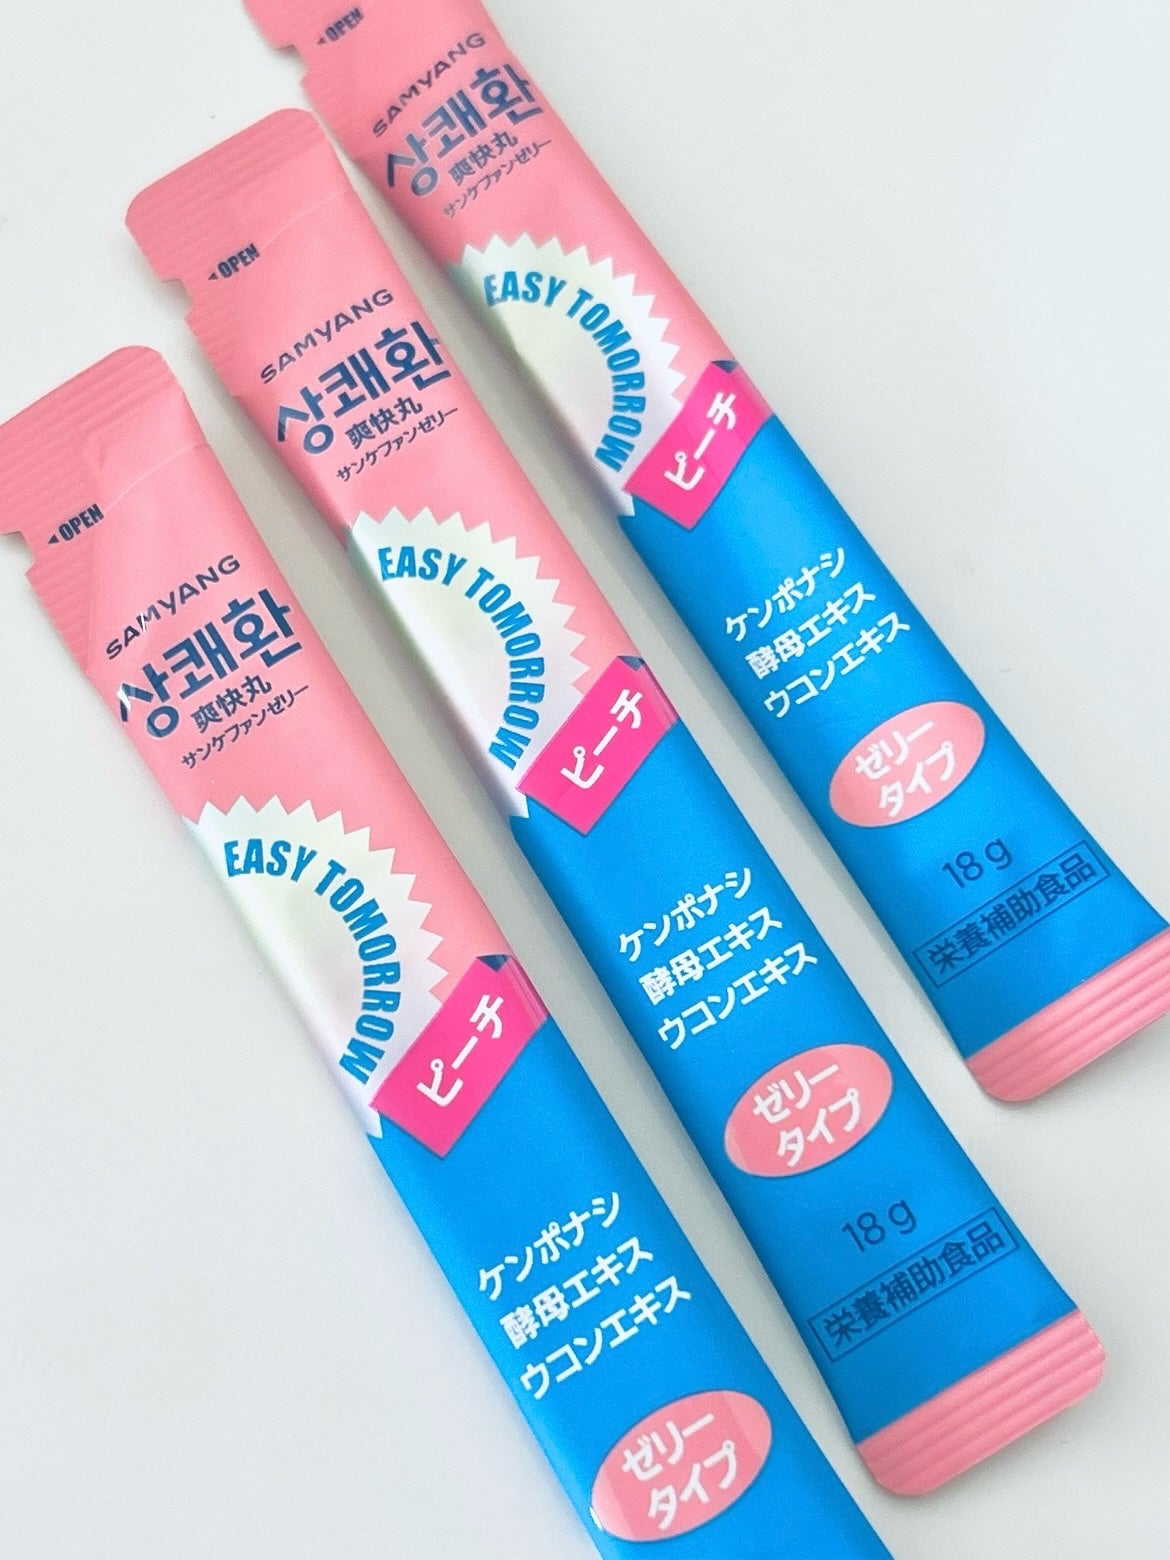 OPEN
SAMYANG
상쾌환
爽快丸
サンケファンゼリー
EASY TOMORROW
ピーチ
ケンポナシ
酵母エキス
ウコンエキス
ゼリー
タイプ
18g
栄養補助食品
OPEN
SAMYANG
상쾌환
爽快丸
サンケファンゼリー
EASY TOMORROW
ピーチ
ケンポナシ
酵母エキス
ウコンエキス
ゼリー
タイプ
18g
栄養補助食品
OPEN
SAMYANG
상쾌환
爽快丸
サンケファンゼリー
EASY TOMORROW
ピーチ
ケンポナシ
酵母エキス
ウコンエキス
ゼリー
タイプ